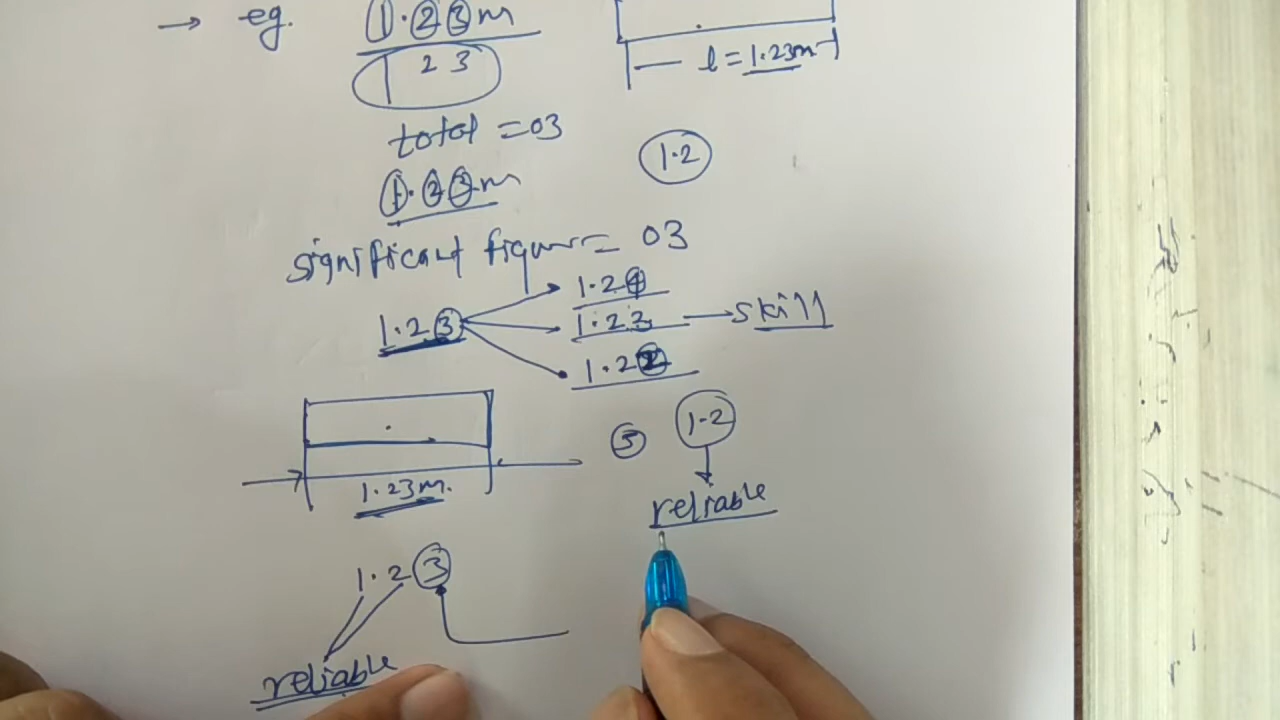 → eg. 1.23m
l = 1.23m
123
total = 03
1.2
1.23m
significant figure = 03
1.24
1.23 1.23 → skill
1.22
5 1.2
1.23m.
reliable
1.23
reliable